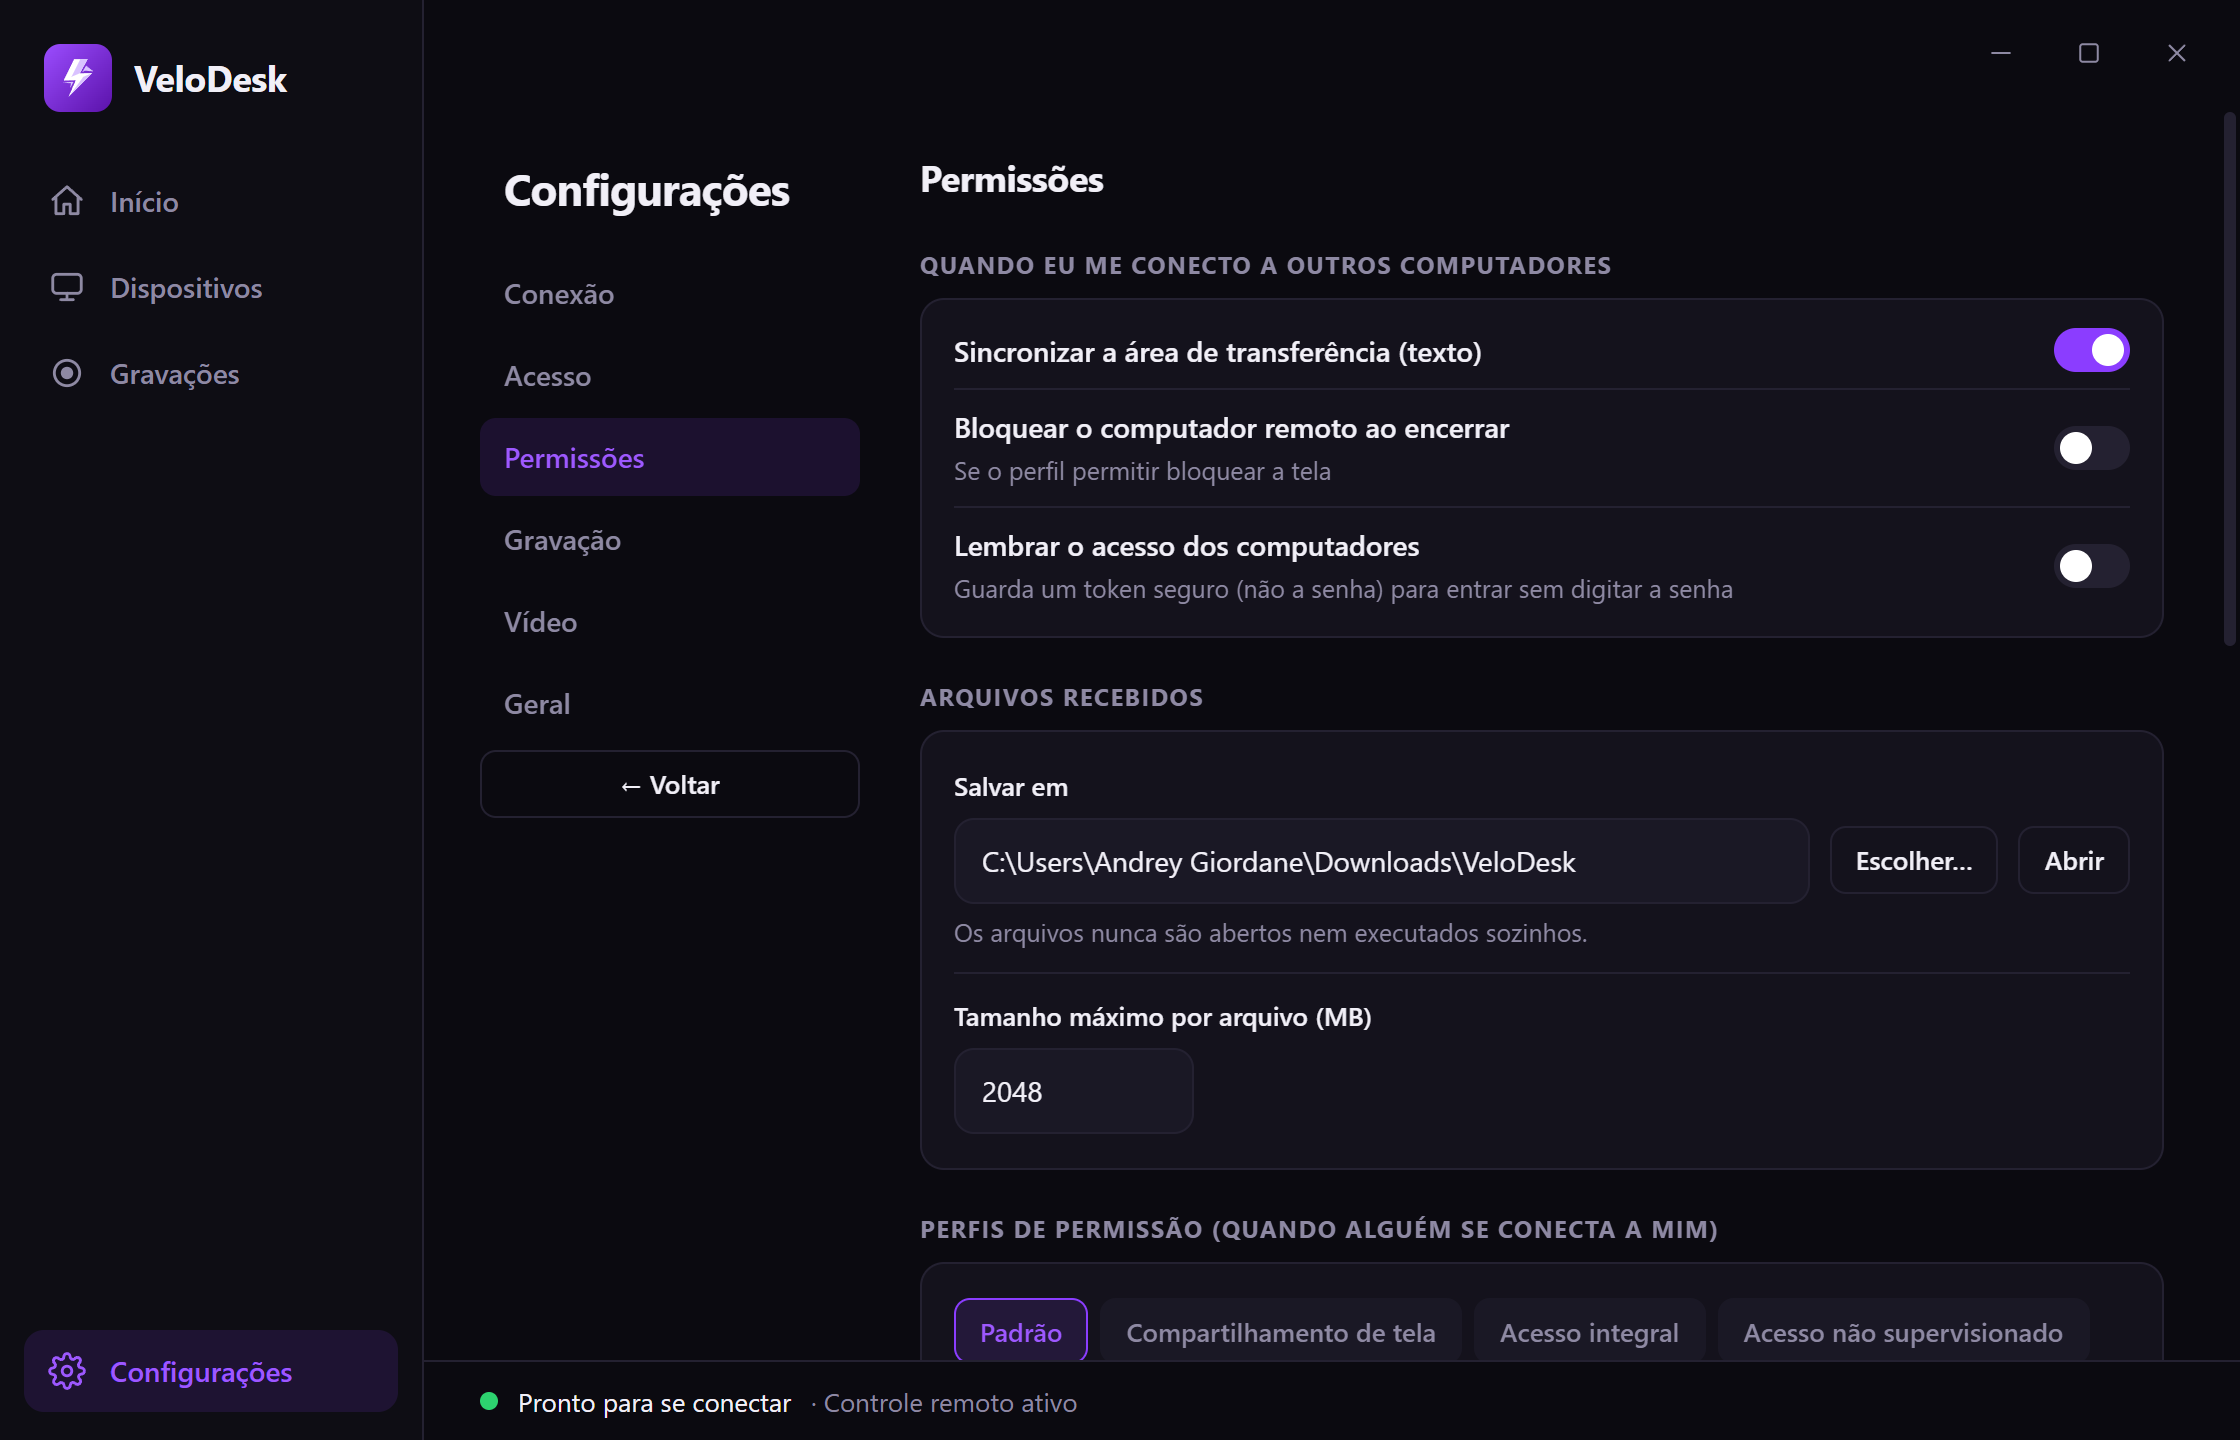 VeloDesk
Início
Dispositivos
Gravações
Configurações
Configurações
Conexão
Acesso
Permissões
Gravação
Vídeo
Geral
← Voltar
Permissões
QUANDO EU ME CONECTO A OUTROS COMPUTADORES
Sincronizar a área de transferência (texto)
Bloquear o computador remoto ao encerrar
Se o perfil permitir bloquear a tela
Lembrar o acesso dos computadores
Guarda um token seguro (não a senha) para entrar sem digitar a senha
ARQUIVOS RECEBIDOS
Salvar em
C:\Users\Andrey Giordane\Downloads\VeloDesk
Escolher...
Abrir
Os arquivos nunca são abertos nem executados sozinhos.
Tamanho máximo por arquivo (MB)
2048
PERFIS DE PERMISSÃO (QUANDO ALGUÉM SE CONECTA A MIM)
Padrão
Compartilhamento de tela
Acesso integral
Acesso não supervisionado
Pronto para se conectar · Controle remoto ativo